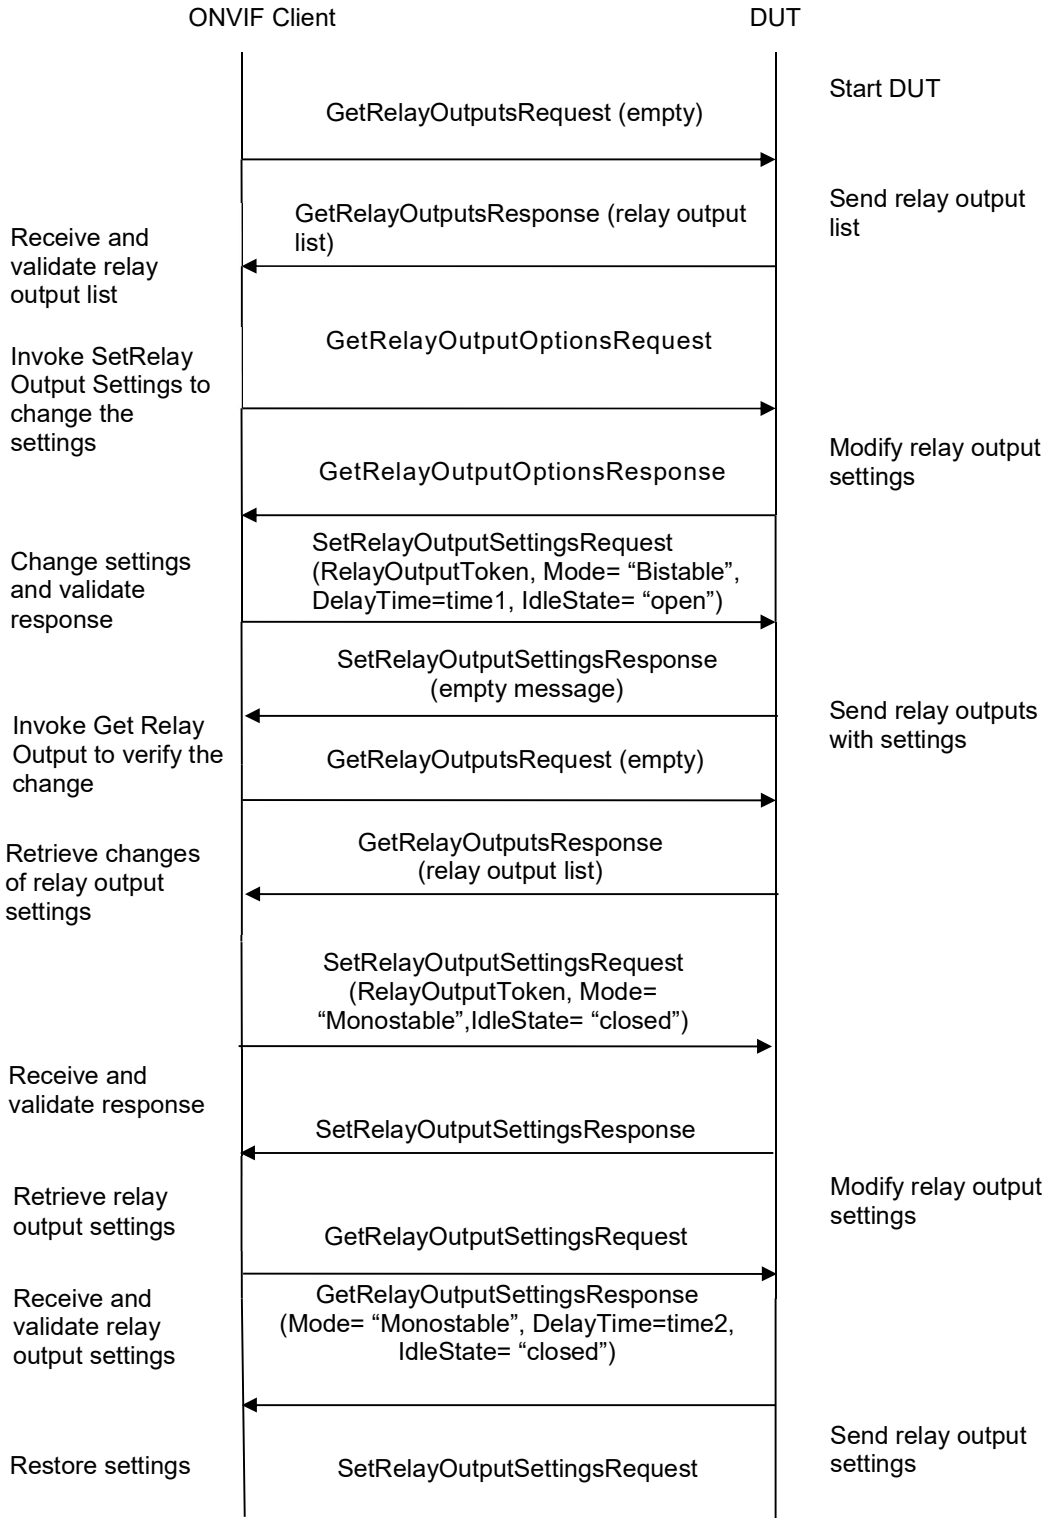 ONVIF Client
DUT
Start DUT
GetRelayOutputsRequest (empty)
Send relay output
list
GetRelayOutputsResponse (relay output
list)
Receive and
validate relay
output list
GetRelayOutputOptionsRequest
Invoke SetRelay
Output Settings to
change the
settings
Modify relay output
settings
GetRelayOutputOptionsResponse
SetRelayOutputSettingsRequest
(RelayOutputToken, Mode= “Bistable”,
DelayTime=time1, IdleState= “open”)
Change settings
and validate
response
SetRelayOutputSettingsResponse
(empty message)
Send relay outputs
with settings
Invoke Get Relay
Output to verify the
change
GetRelayOutputsRequest (empty)
GetRelayOutputsResponse
(relay output list)
Retrieve changes
of relay output
settings
SetRelayOutputSettingsRequest
(RelayOutputToken, Mode=
“Monostable”,IdleState= “closed”)
Receive and
validate response
SetRelayOutputSettingsResponse
Modify relay output
settings
Retrieve relay
output settings
GetRelayOutputSettingsRequest
GetRelayOutputSettingsResponse
(Mode= “Monostable”, DelayTime=time2,
IdleState= “closed”)
Receive and
validate relay
output settings
Send relay output
settings
Restore settings
SetRelayOutputSettingsRequest